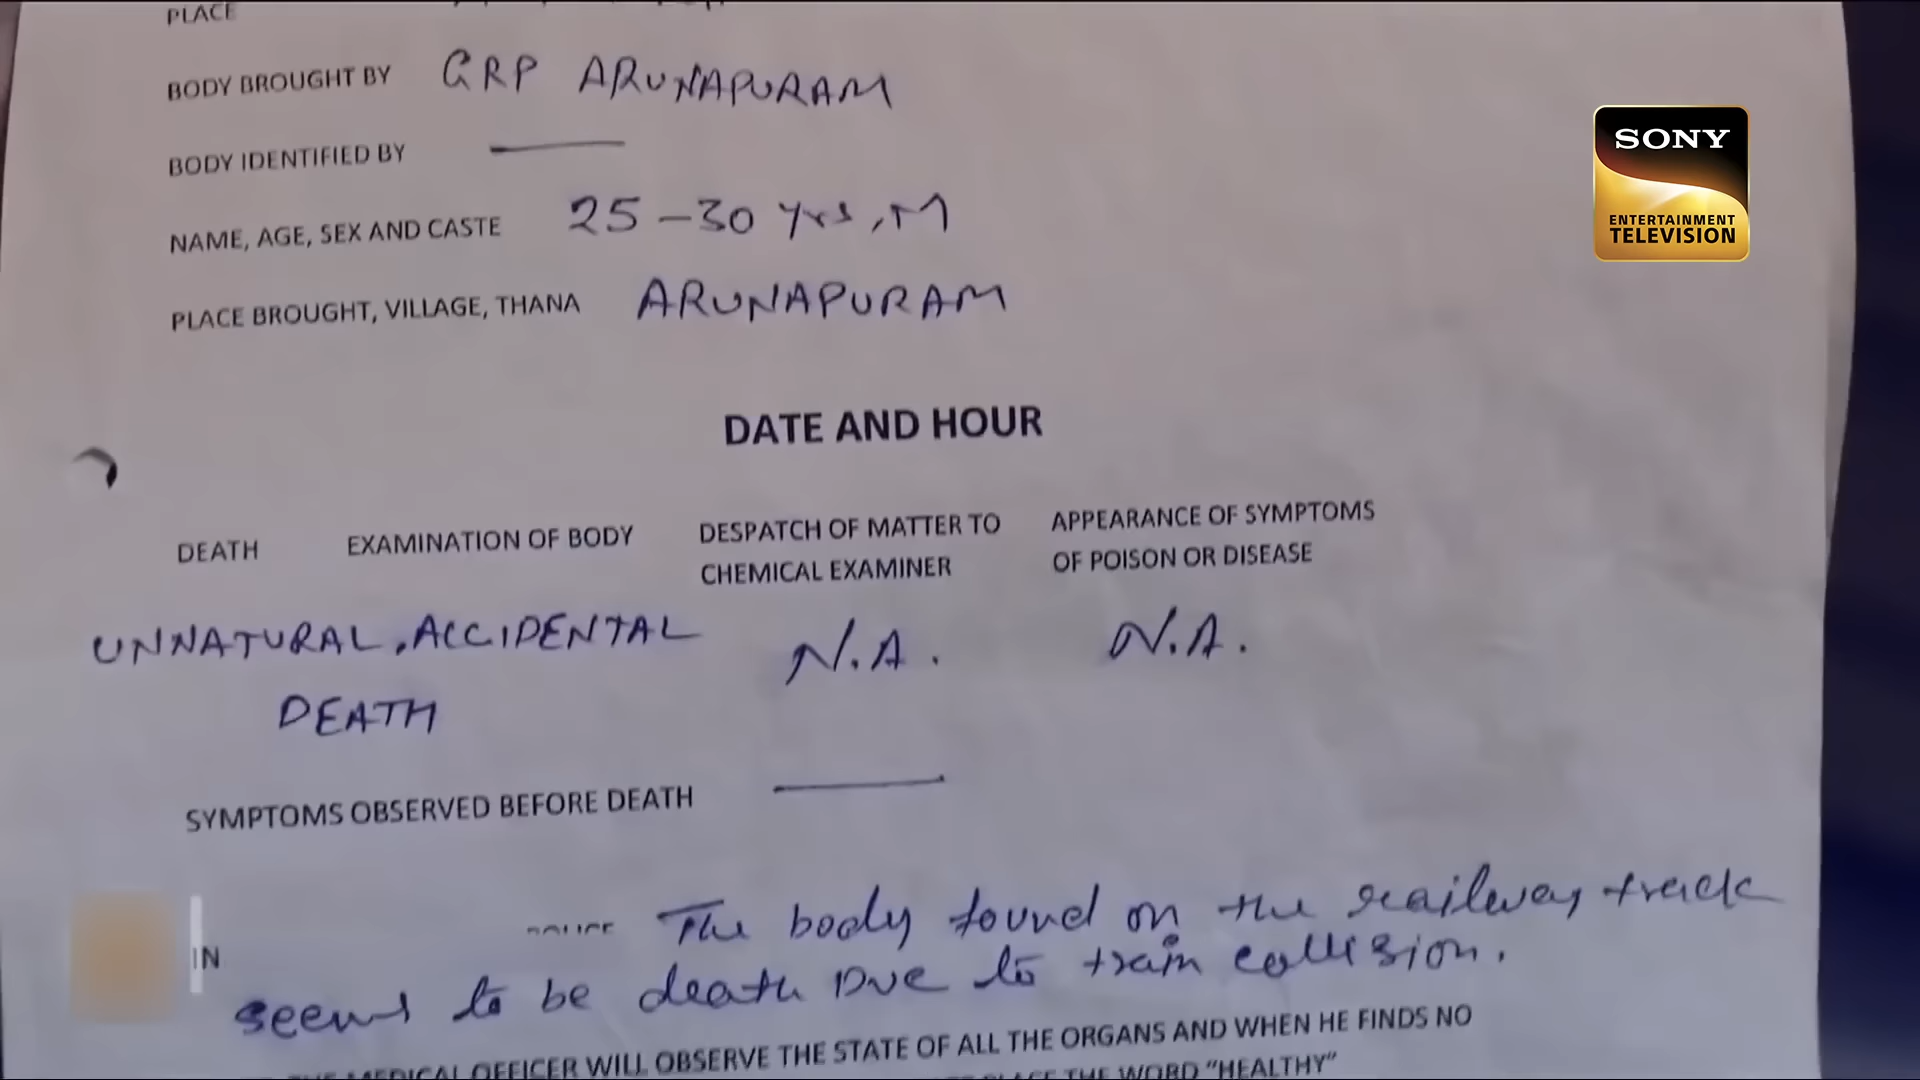 PLACE
BODY BROUGHT BY GRP ARUNAPURAM
BODY IDENTIFIED BY
NAME, AGE, SEX AND CASTE 25-30 yrs, M
PLACE BROUGHT, VILLAGE, THANA ARUNAPURAM
SONY
ENTERTAINMENT
TELEVISION
DATE AND HOUR
DEATH EXAMINATION OF BODY DESPATCH OF MATTER TO CHEMICAL EXAMINER APPEARANCE OF SYMPTOMS OF POISON OR DISEASE
UNNATURAL, ACCIDENTAL DEATH N.A. N.A.
SYMPTOMS OBSERVED BEFORE DEATH
IN The body found on the railway track
seems to be death Due to train collision.
MEDICAL OFFICER WILL OBSERVE THE STATE OF ALL THE ORGANS AND WHEN HE FINDS NO
THE WORD "HEALTHY"